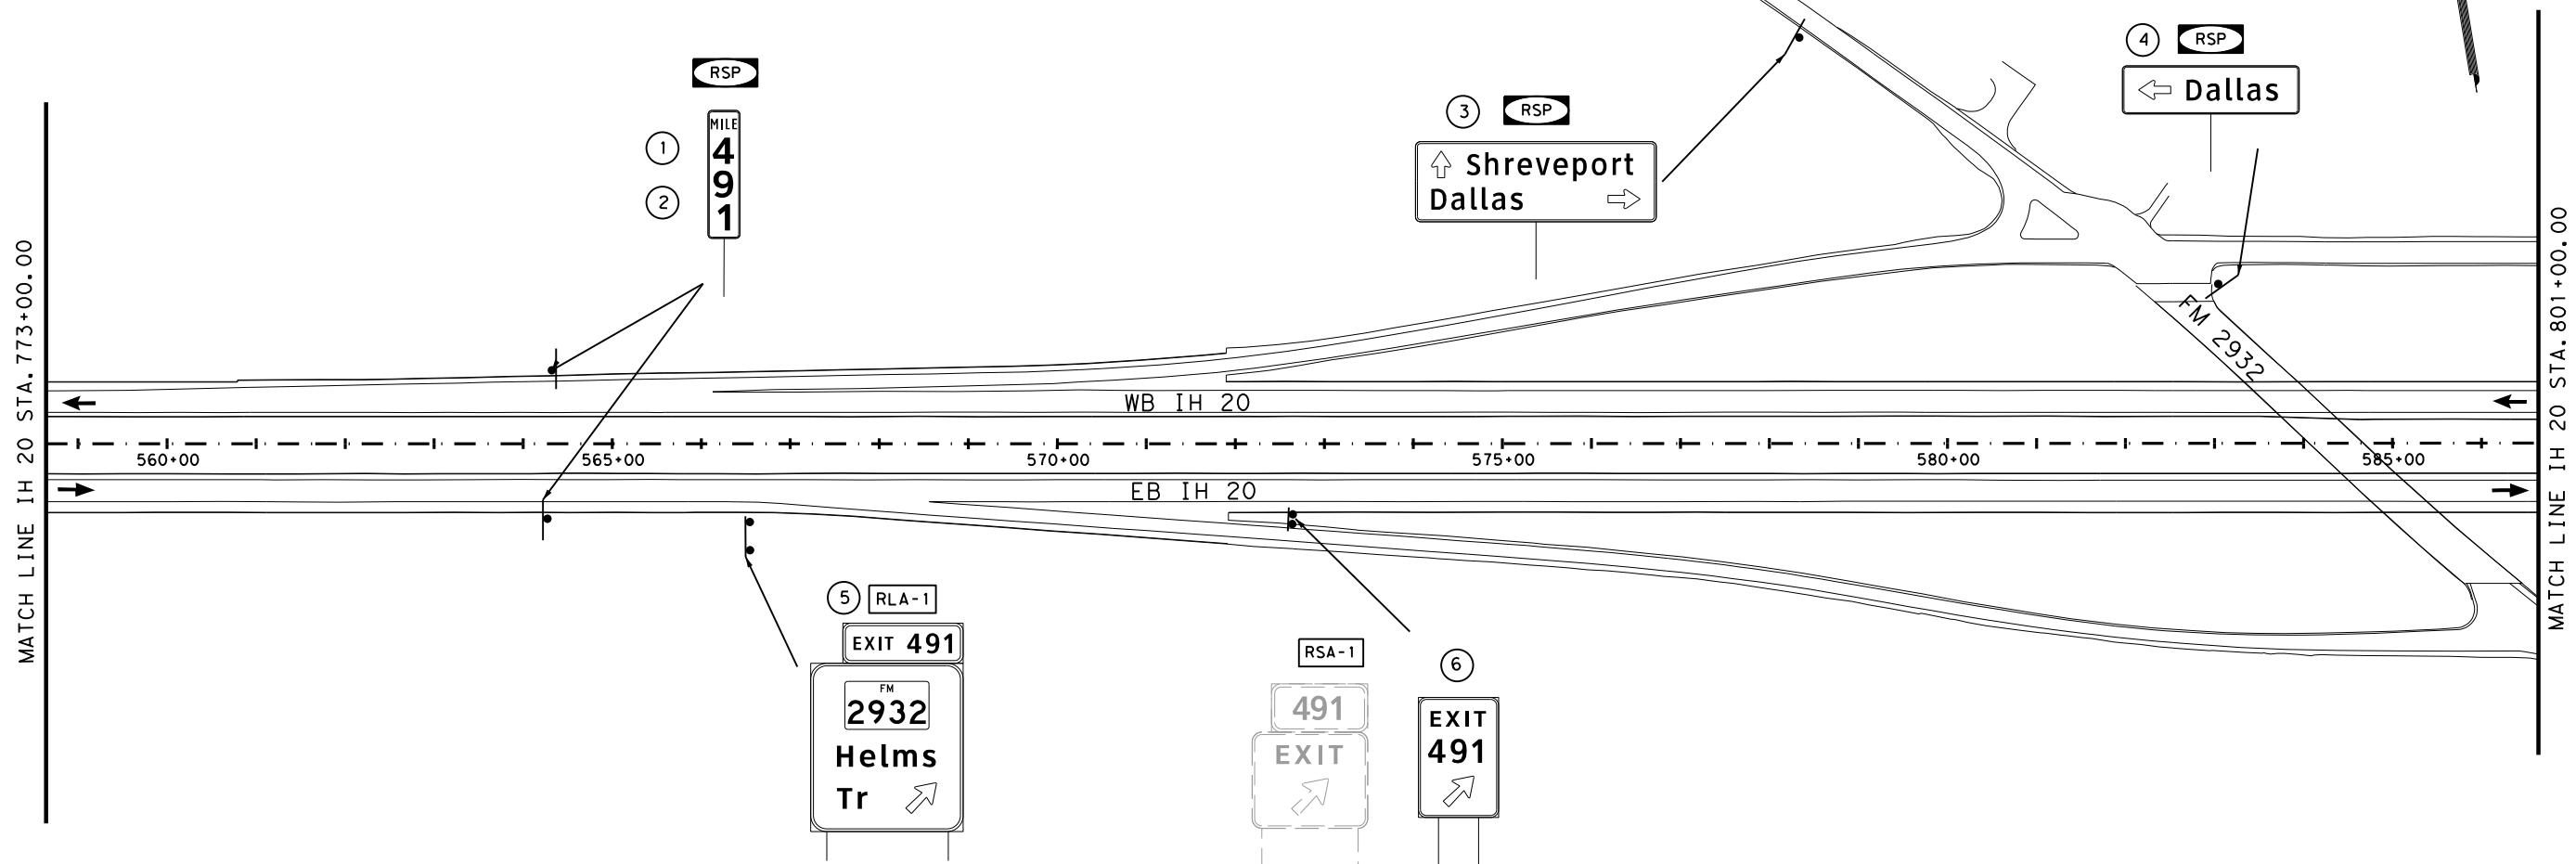 RSP
1
2
MILE
4
9
1
3
RSP
Shreveport
Dallas
4
RSP
Dallas
MATCH LINE IH 20 STA. 773+00.00
MATCH LINE IH 20 STA. 801+00.00
FM 2932
WB IH 20
560+00
565+00
570+00
575+00
580+00
585+00
EB IH 20
5
RLA-1
EXIT 491
FM
2932
Helms
Tr
RSA-1
491
EXIT
6
EXIT
491